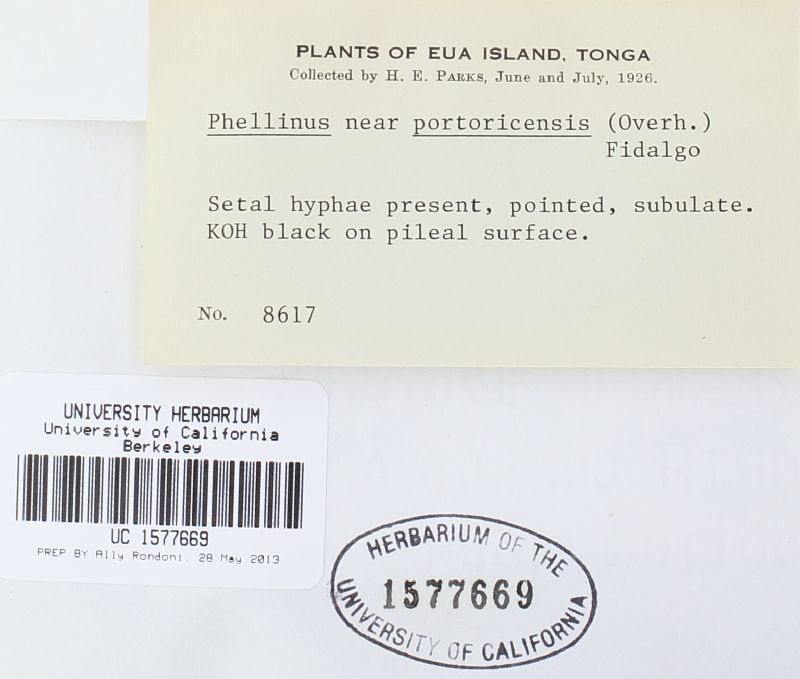 PLANTS OF EUA ISLAND, TONGA
Collected by H. E. PARKS, June and July, 1926.
Phellinus near portoricensis (Overh.)
Fidalgo
Setal hyphae present, pointed, subulate.
KOH black on pileal surface.
No. 8617
UNIVERSITY HERBARIUM
University of California
Berkeley
UC 1577669
PREP BY Ally Rondoni, 28 May 2013
HERBARIUM OF THE
1577669
UNIVERSITY OF CALIFORNIA